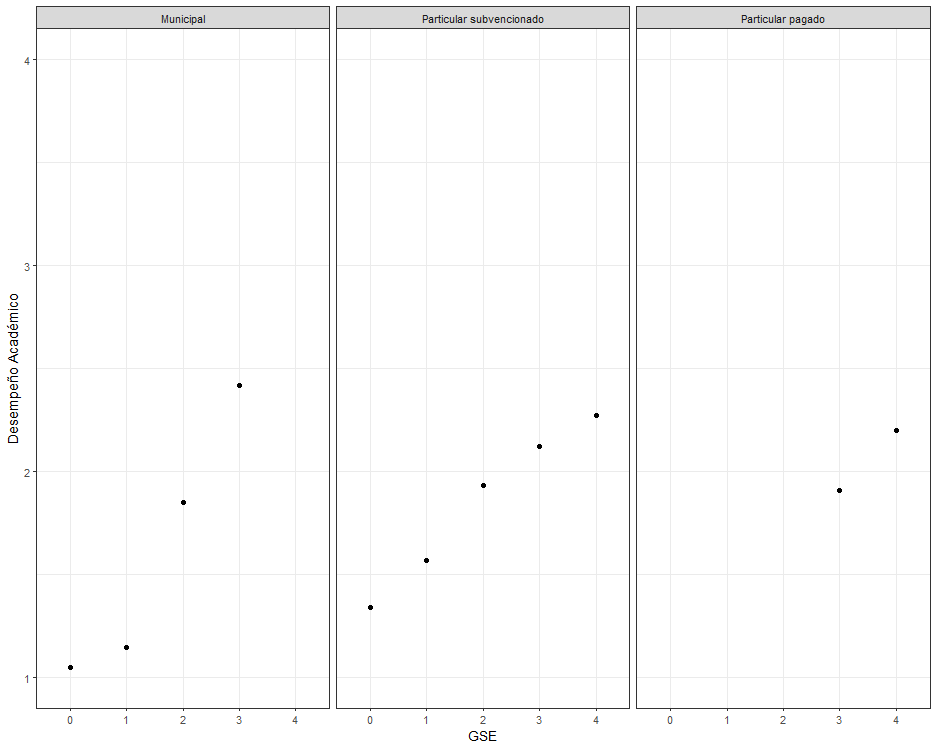 Municipal
Particular subvencionado
Particular pagado
Desempeño Académico
4
3
2
1
0 1 2 3 4
0 1 2 3 4
0 1 2 3 4
GSE